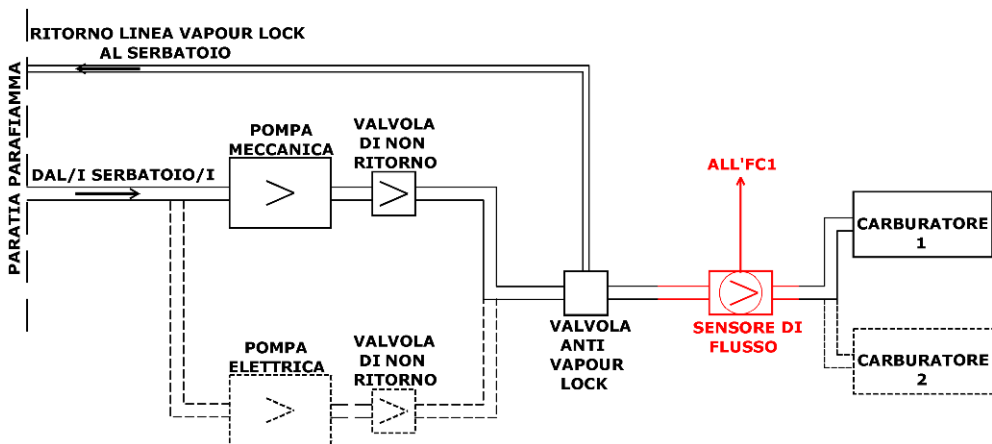 RITORNO LINEA VAPOUR LOCK
AL SERBATOIO
PARATIA PARAFIAMMA
POMPA
MECCANICA
VALVOLA
DI NON
RITORNO
DAL/I SERBATOIO/I
ALL'FC1
CARBURATORE
1
VALVOLA
ANTI
VAPOUR
LOCK
SENSORE DI
FLUSSO
POMPA
ELETTRICA
VALVOLA
DI NON
RITORNO
CARBURATORE
2